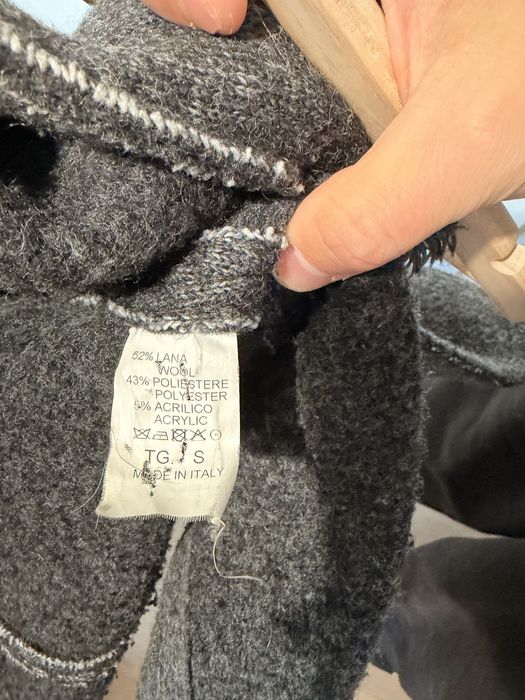 52% LANA
WOOL
43% POLIESTERE
POLYESTER
5% ACRILICO
ACRYLIC
TG. S
MADE IN ITALY